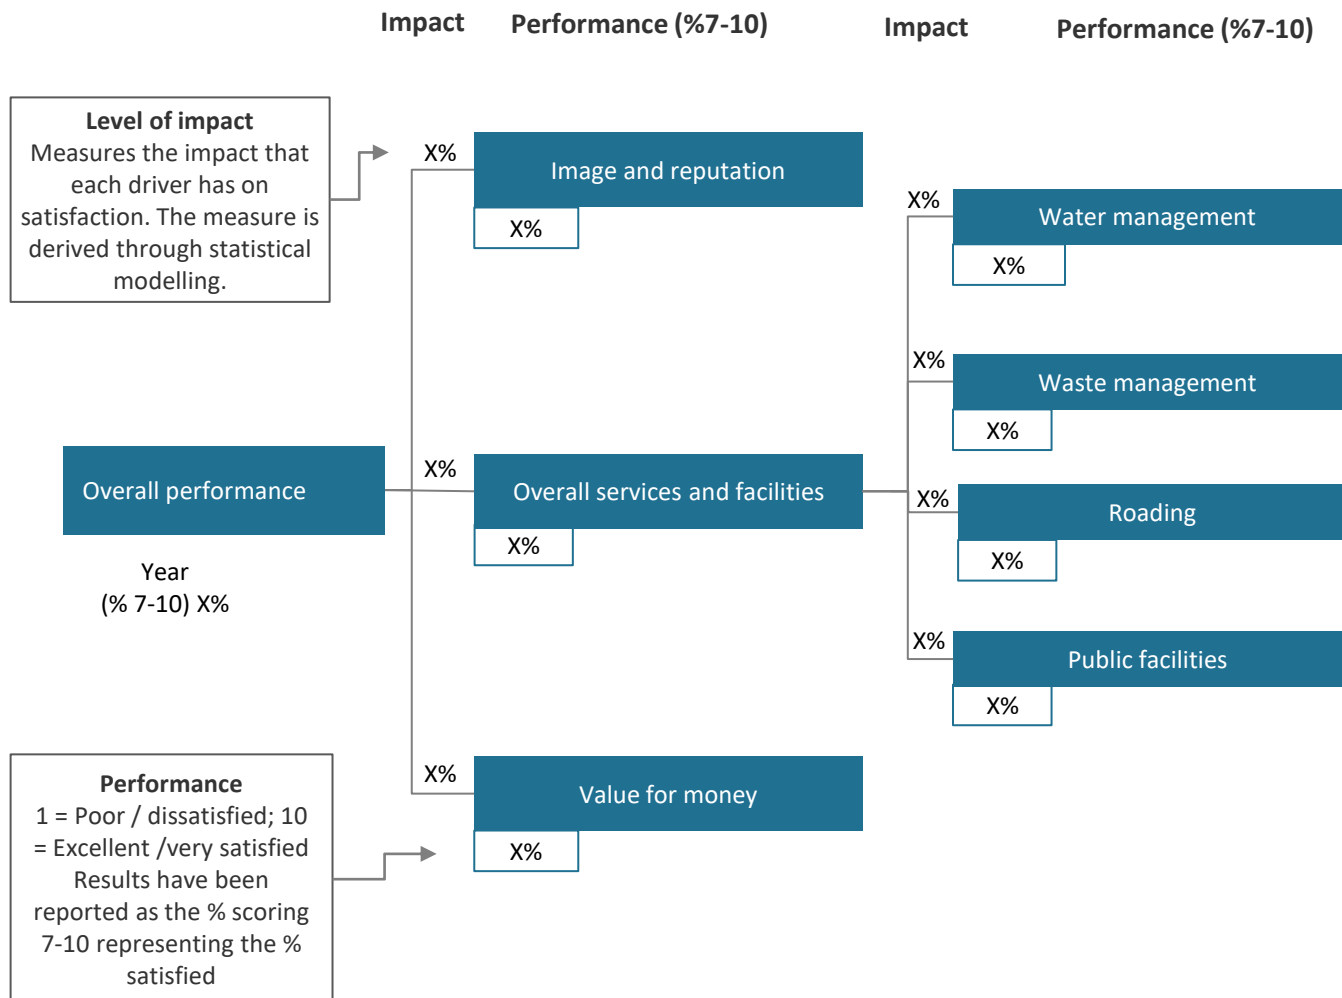 Impact
Performance (%7-10)
Impact
Performance (%7-10)
Level of impact
Measures the impact that
each driver has on
satisfaction. The measure is
derived through statistical
modelling.
X%
Image and reputation
X%
X%
Water management
X%
X%
Waste management
X%
Overall performance
Year
(% 7-10) X%
X%
Overall services and facilities
X%
X%
Roading
X%
X%
Public facilities
X%
Performance
1 = Poor / dissatisfied; 10
= Excellent /very satisfied
Results have been
reported as the % scoring
7-10 representing the %
satisfied
X%
Value for money
X%